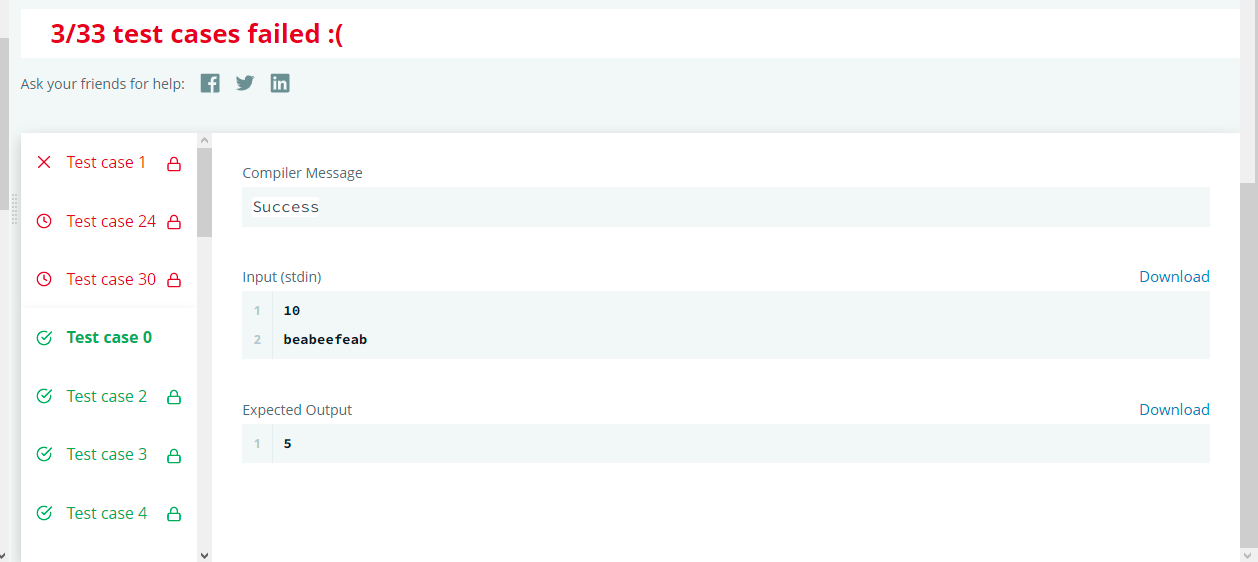 3/33 test cases failed :(
Ask your friends for help:
Test case 1
Test case 24
Test case 30
Test case 0
Test case 2
Test case 3
Test case 4
Compiler Message
Success
Input (stdin)
Download
1 10
2 beabeefeab
Expected Output
Download
1 5